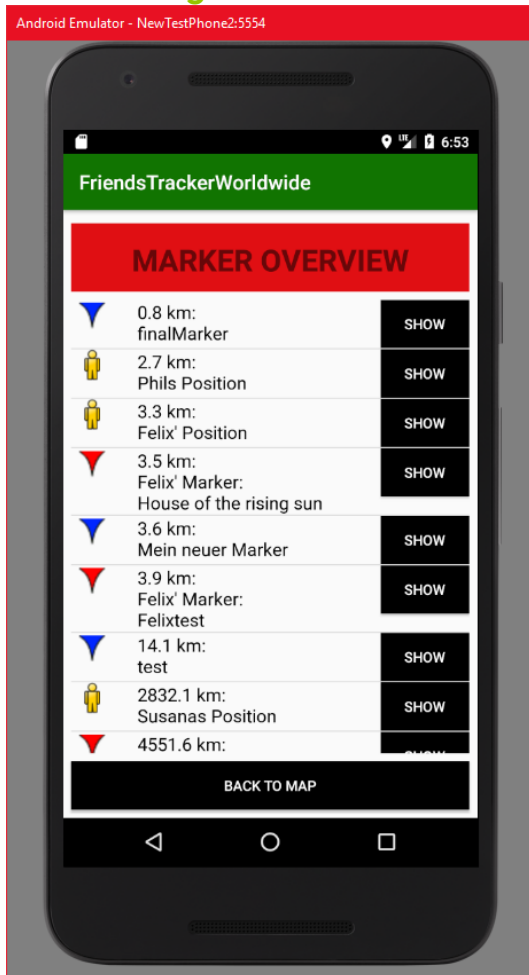 Android Emulator - NewTestPhone2:5554
LTE 6:53
FriendsTrackerWorldwide
MARKER OVERVIEW
0.8 km:
finalMarker
SHOW
2.7 km:
Phils Position
SHOW
3.3 km:
Felix' Position
SHOW
3.5 km:
Felix' Marker:
House of the rising sun
SHOW
3.6 km:
Mein neuer Marker
SHOW
3.9 km:
Felix' Marker:
Felixtest
SHOW
14.1 km:
test
SHOW
2832.1 km:
Susanas Position
SHOW
4551.6 km:
SHOW
BACK TO MAP